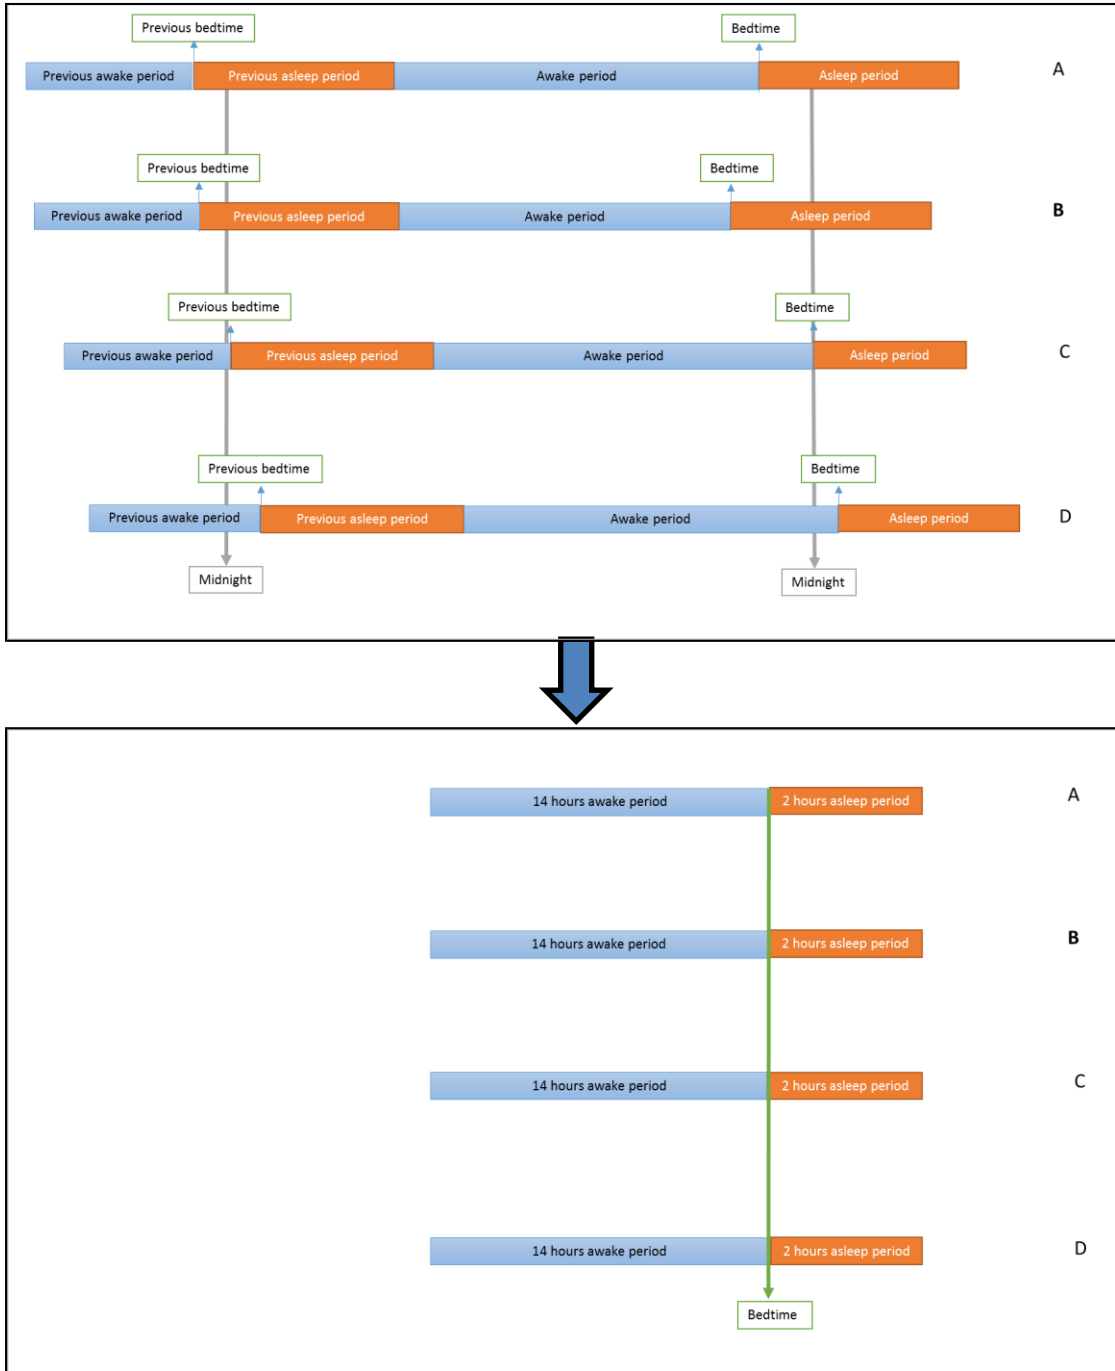 Previous bedtime
Bedtime
Previous awake period
Previous asleep period
Awake period
Asleep period
A
Previous bedtime
Bedtime
Previous awake period
Previous asleep period
Awake period
Asleep period
B
Previous bedtime
Bedtime
Previous awake period
Previous asleep period
Awake period
Asleep period
C
Previous bedtime
Bedtime
Previous awake period
Previous asleep period
Awake period
Asleep period
D
Midnight
Midnight
14 hours awake period
2 hours asleep period
A
14 hours awake period
2 hours asleep period
B
14 hours awake period
2 hours asleep period
C
14 hours awake period
2 hours asleep period
D
Bedtime